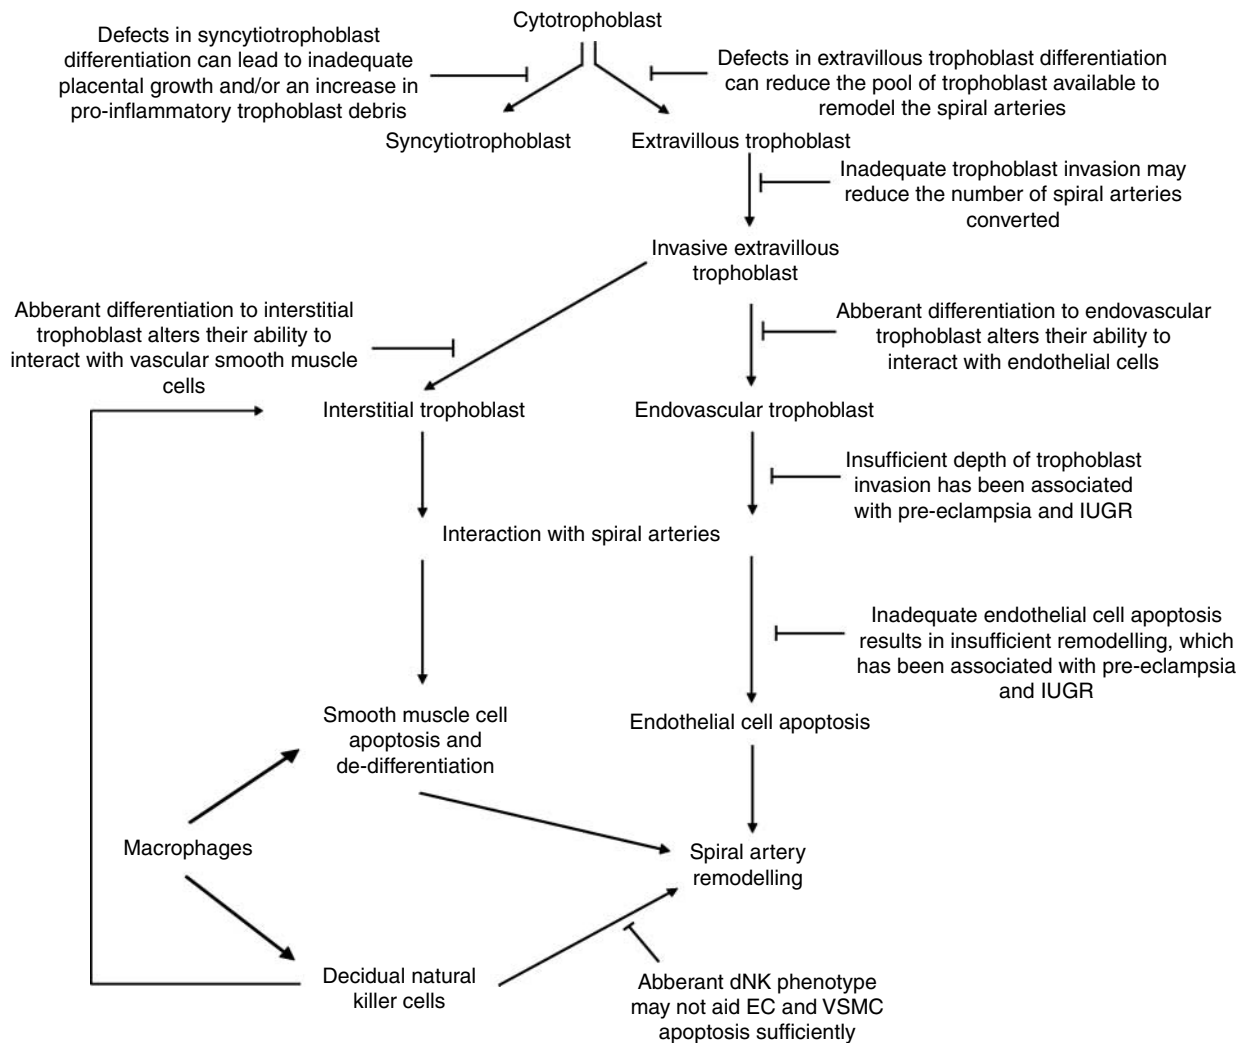 Cytotrophoblast
Defects in syncytiotrophoblast
differentiation can lead to inadequate
placental growth and/or an increase in
pro-inflammatory trophoblast debris
Defects in extravillous trophoblast differentiation
can reduce the pool of trophoblast available to
remodel the spiral arteries
Syncytiotrophoblast
Extravillous trophoblast
Inadequate trophoblast invasion may
reduce the number of spiral arteries
converted
Invasive extravillous
trophoblast
Abberant differentiation to interstitial
trophoblast alters their ability to
interact with vascular smooth muscle
cells
Abberant differentiation to endovascular
trophoblast alters their ability to
interact with endothelial cells
Interstitial trophoblast
Endovascular trophoblast
Insufficient depth of trophoblast
invasion has been associated
with pre-eclampsia and IUGR
Interaction with spiral arteries
Inadequate endothelial cell apoptosis
results in insufficient remodelling, which
has been associated with pre-eclampsia
and IUGR
Smooth muscle cell
apoptosis and
de-differentiation
Endothelial cell apoptosis
Macrophages
Spiral artery
remodelling
Decidual natural
killer cells
Abberant dNK phenotype
may not aid EC and VSMC
apoptosis sufficiently